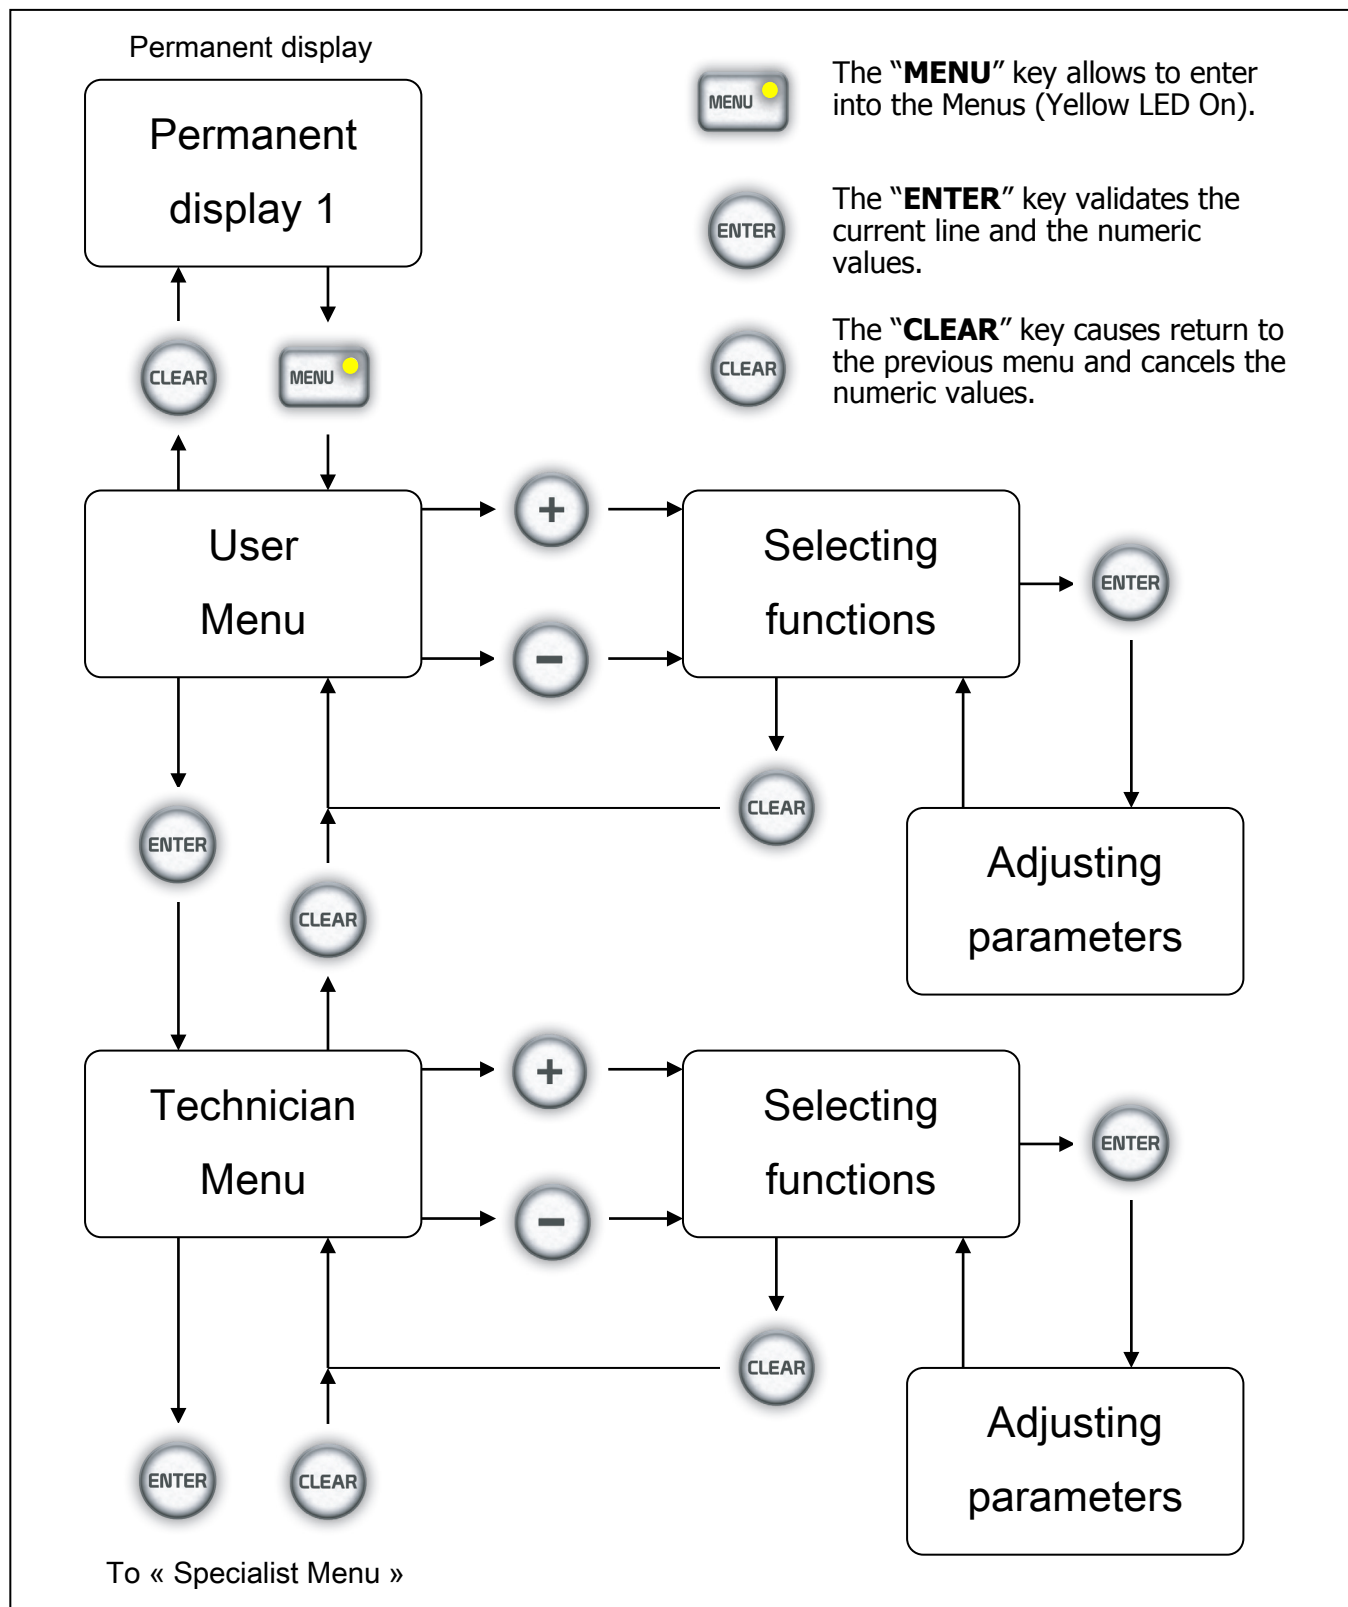 Permanent display
Permanent
display 1
MENU
The “MENU” key allows to enter
into the Menus (Yellow LED On).
ENTER
The “ENTER” key validates the
current line and the numeric
values.
CLEAR
The “CLEAR” key causes return to
the previous menu and cancels the
numeric values.
CLEAR
MENU
User
Menu
+
−
Selecting
functions
ENTER
CLEAR
ENTER
CLEAR
Adjusting
parameters
Technician
Menu
+
−
Selecting
functions
ENTER
CLEAR
Adjusting
parameters
ENTER
CLEAR
To « Specialist Menu »